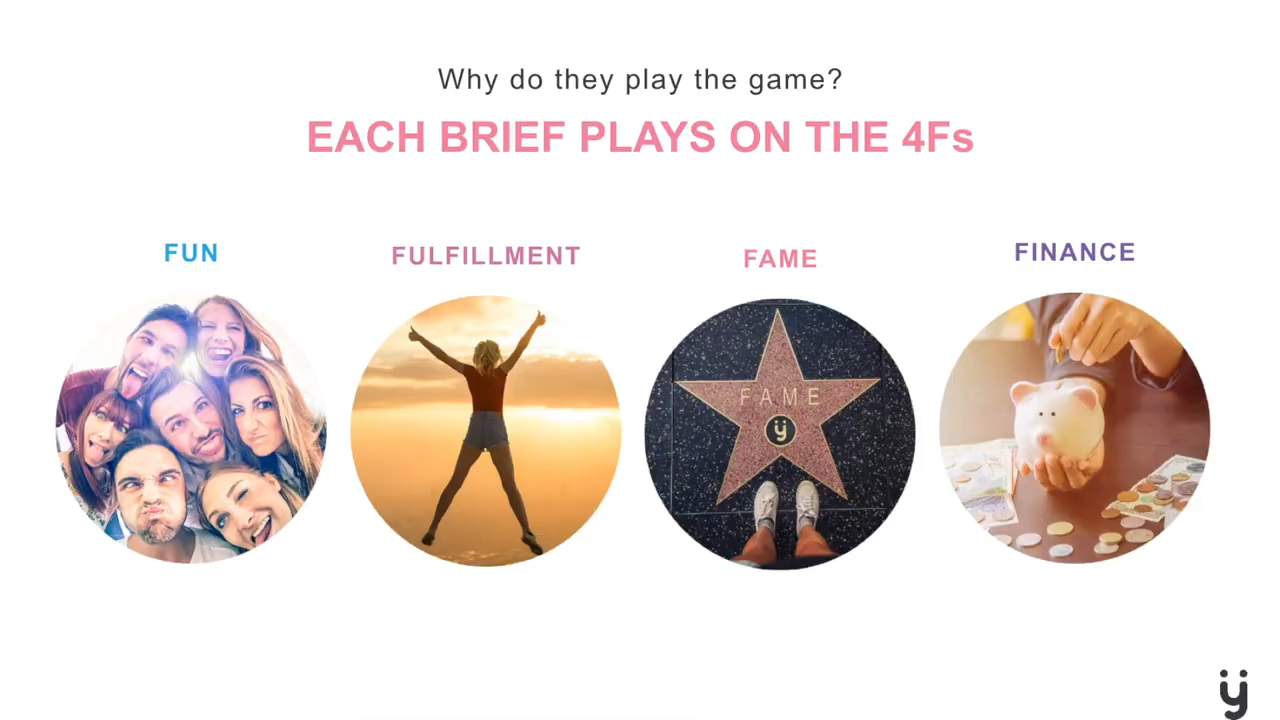 Why do they play the game?
EACH BRIEF PLAYS ON THE 4Fs
FUN
FULFILLMENT
FAME
FINANCE
FAME
ÿ
ÿ